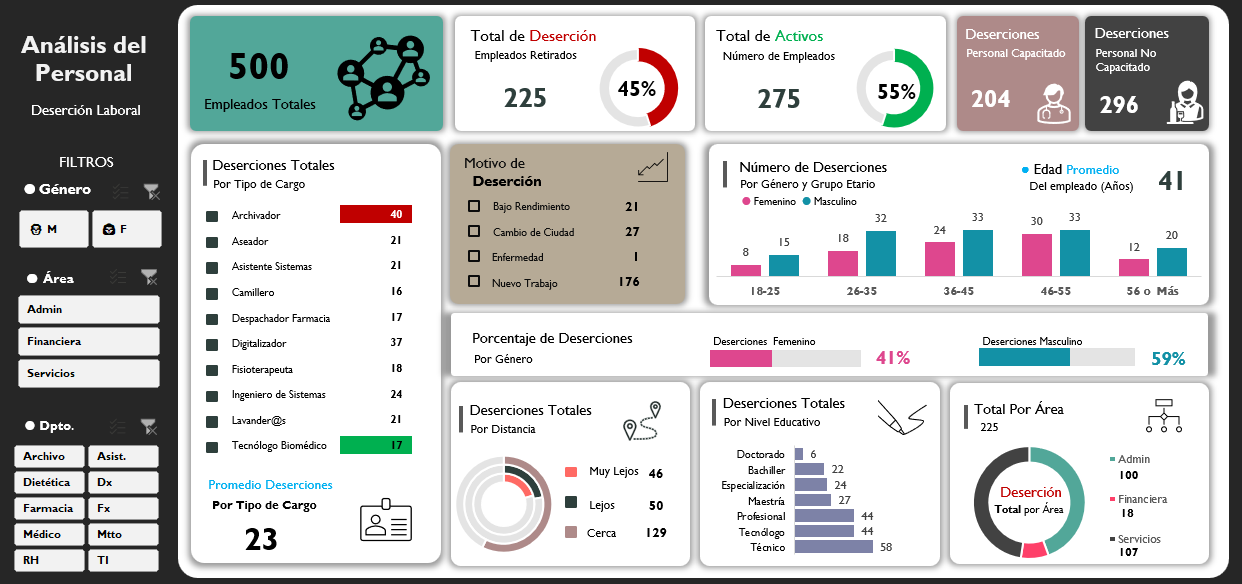 Análisis del
Personal
Deserción Laboral
FILTROS
Género
M
F
Área
Admin
Financiera
Servicios
Dpto.
Archivo
Asist.
Dietética
Dx
Farmacia
Fx
Médico
Mtto
RH
TI
500
Empleados Totales
Total de Deserción
Empleados Retirados
225
45%
Total de Activos
Número de Empleados
275
55%
Deserciones
Personal Capacitado
204
Deserciones
Personal No
Capacitado
296
Deserciones Totales
Por Tipo de Cargo
Archivador 40
Aseador 21
Asistente Sistemas 21
Camillero 16
Despachador Farmacia 17
Digitalizador 37
Fisioterapeuta 18
Ingeniero de Sistemas 24
Lavander@s 21
Tecnólogo Biomédico 17
Promedio Deserciones
Por Tipo de Cargo
23
Motivo de
Deserción
Bajo Rendimiento 21
Cambio de Ciudad 27
Enfermedad 1
Nuevo Trabajo 176
Número de Deserciones
Por Género y Grupo Etario
Femenino Masculino
Edad Promedio
Del empleado (Años)
41
8 15 18 32 24 33 30 33 12 20
18-25 26-35 36-45 46-55 56 o Más
Porcentaje de Deserciones
Por Género
Deserciones Femenino
41%
Deserciones Masculino
59%
Deserciones Totales
Por Distancia
Muy Lejos 46
Lejos 50
Cerca 129
Deserciones Totales
Por Nivel Educativo
Doctorado 6
Bachiller 22
Especialización 24
Maestría 27
Profesional 44
Tecnólogo 44
Técnico 58
Total Por Área
225
Deserción
Total por Área
Admin
100
Financiera
18
Servicios
107